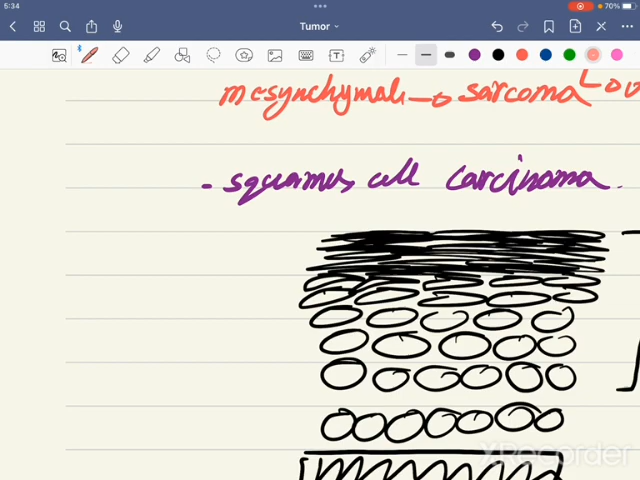 5:34
70%
Tumor
mesynchymal → sarcoma
- squamus cell carcinoma.
XRecorder